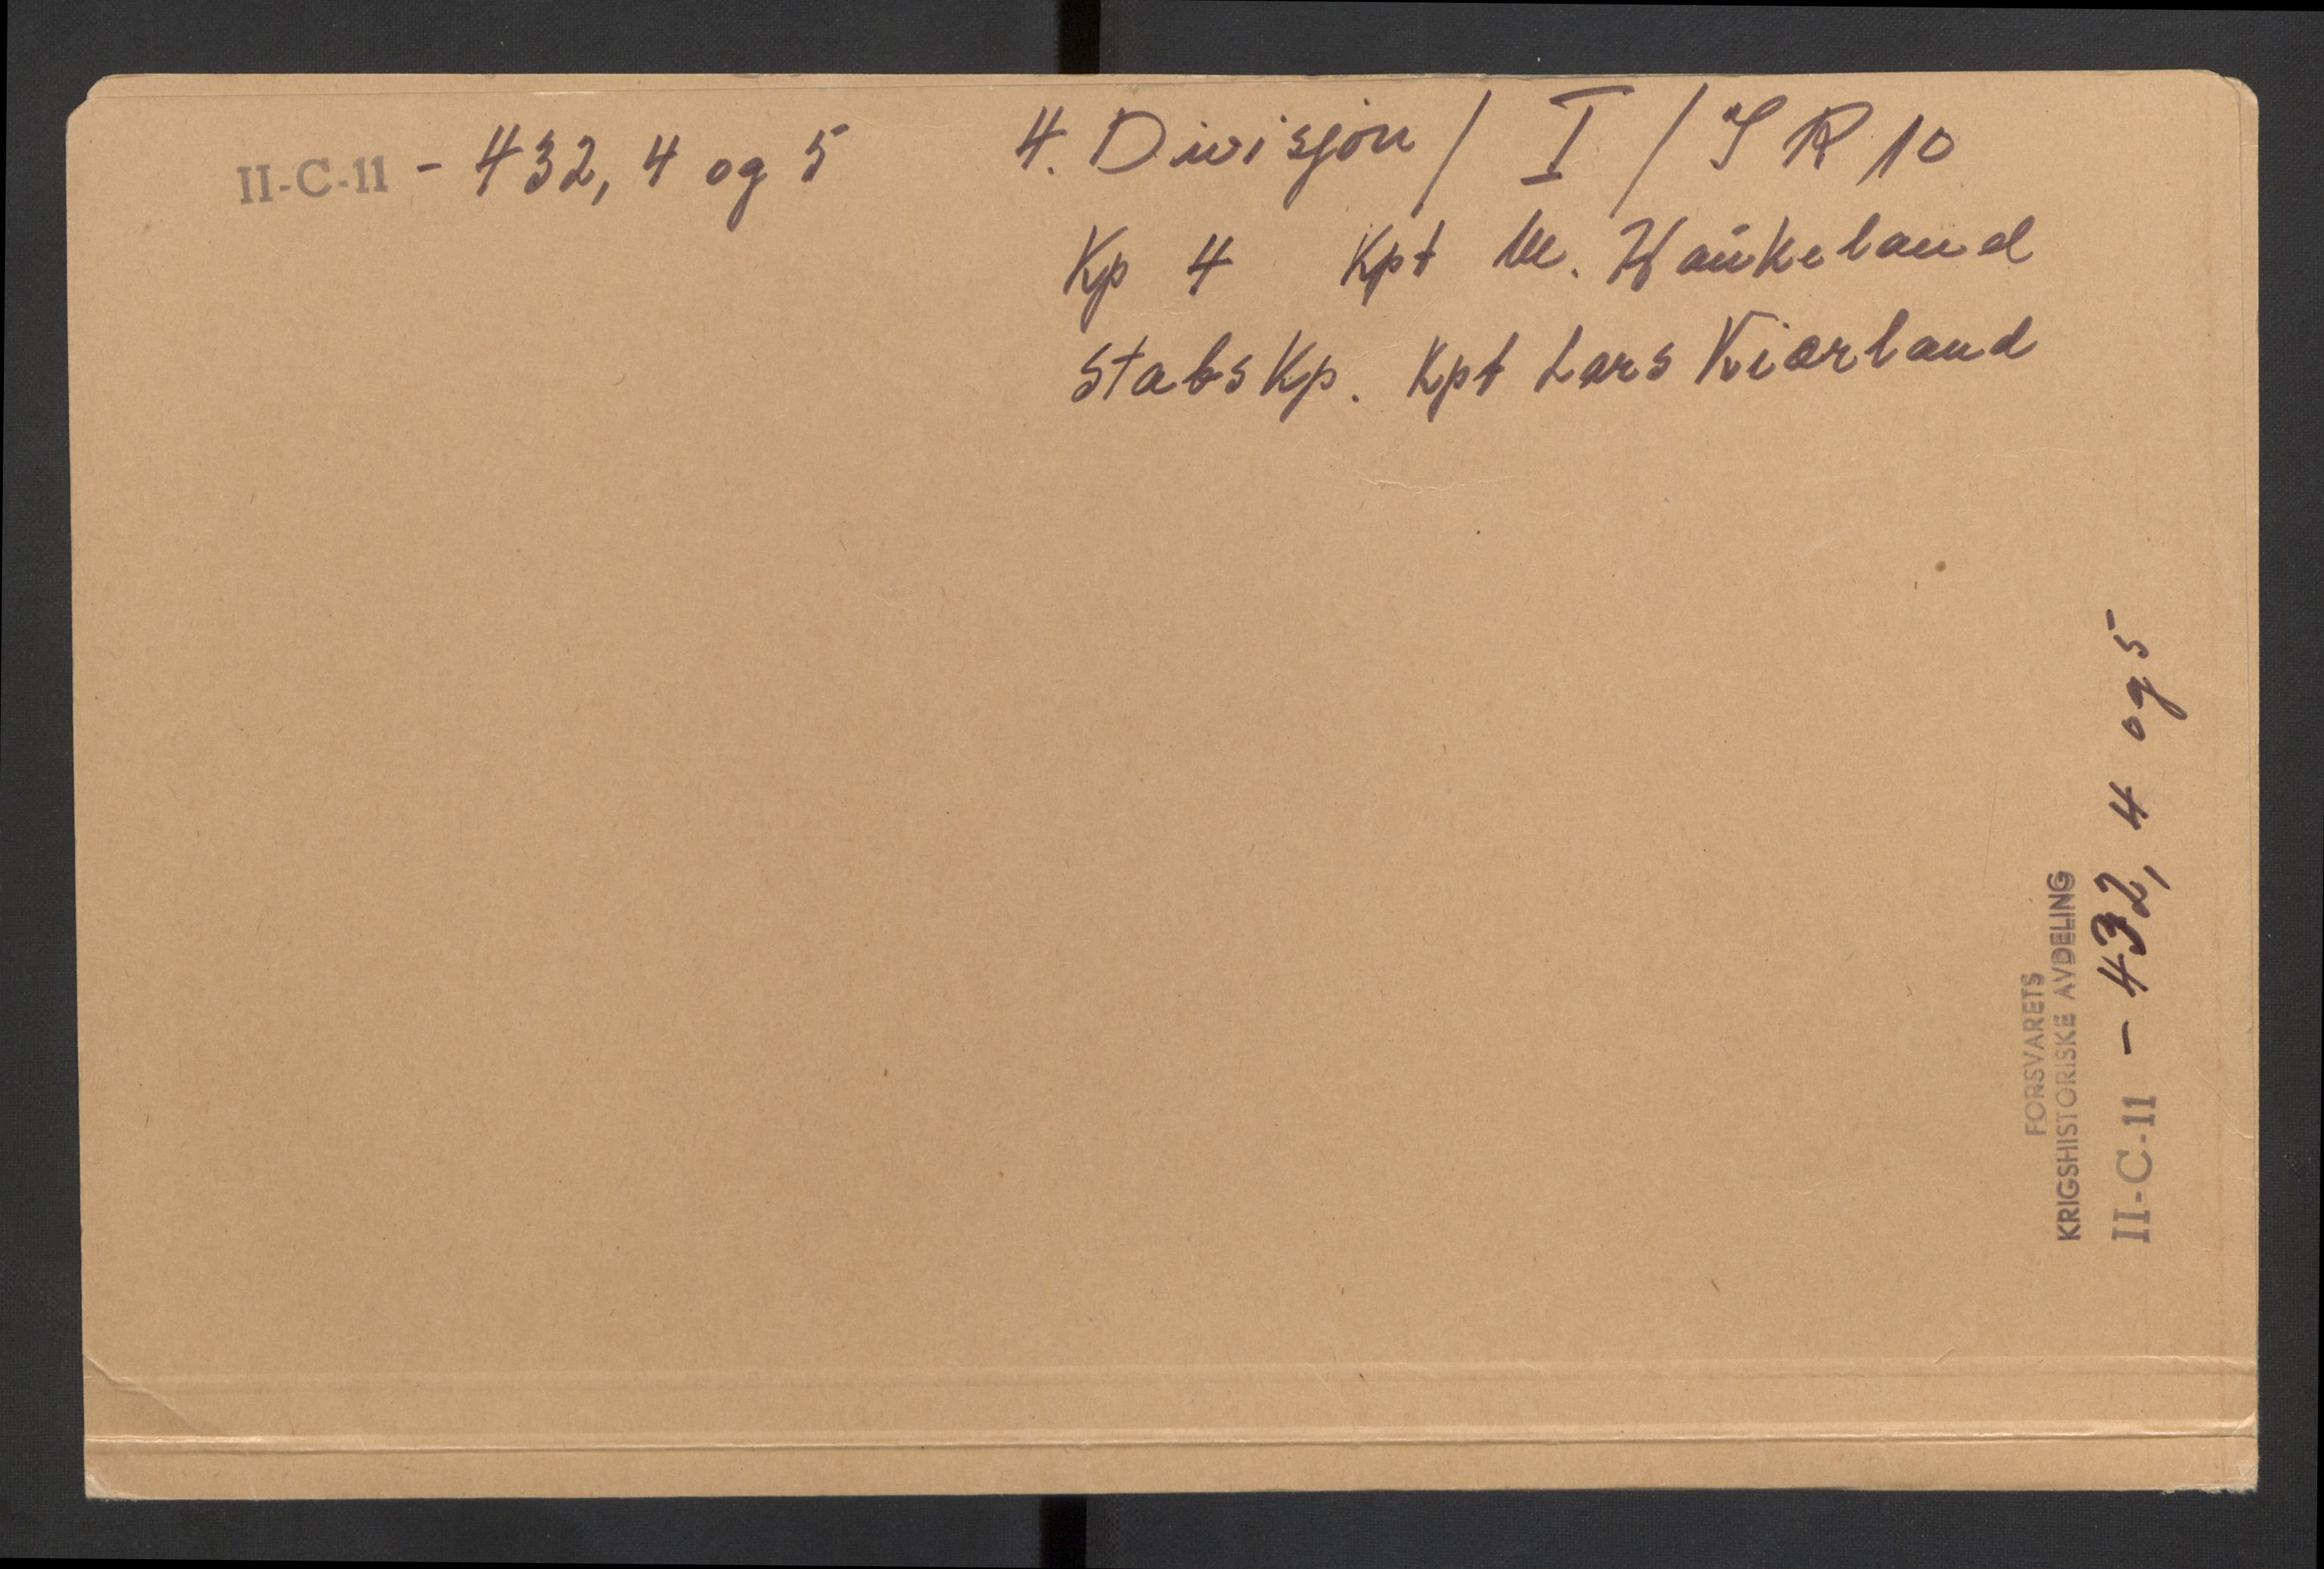 II-C-11 - 432, 4 og 5
4. Divisjon / I / IR 10
Kp 4 Kpt M. Haukeland
Stabskp. Kpt Lars Kiærland
FORSVARETS
KRIGSHISTORISKE AVDELING
II-C-11 - 432, 4 og 5